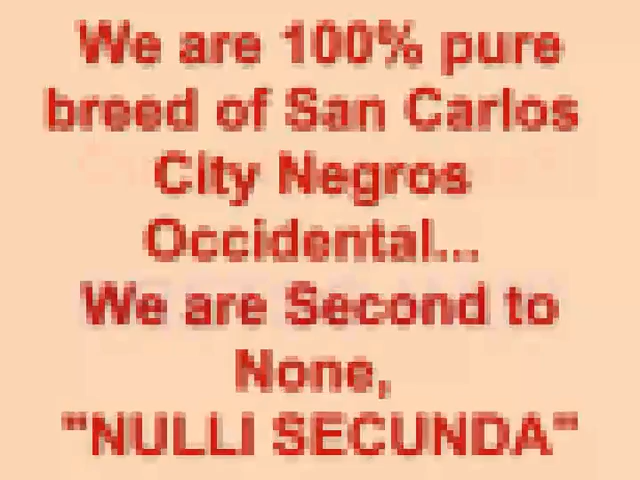 We are 100% pure
breed of San Carlos
City Negros
Occidental...
We are Second to
None,
"NULLI SECUNDA"